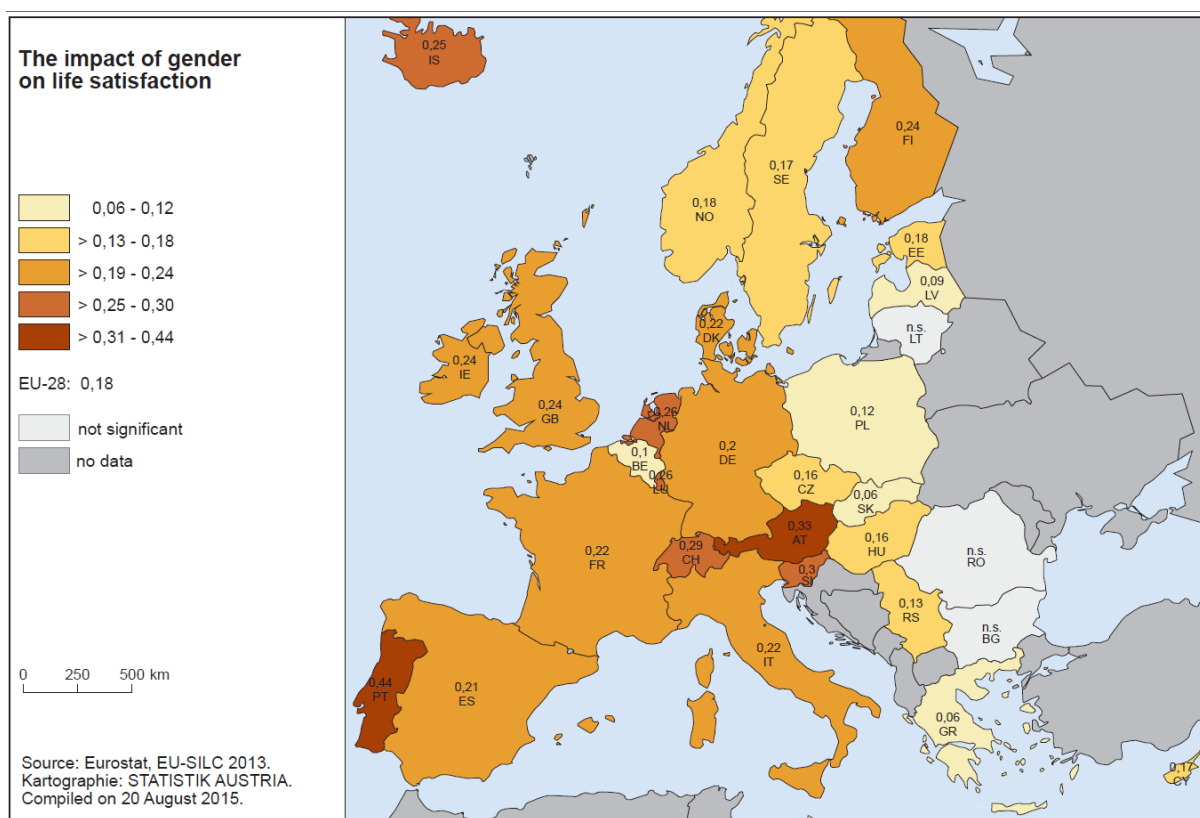 The impact of gender
on life satisfaction
0,06 - 0,12
> 0,13 - 0,18
> 0,19 - 0,24
> 0,25 - 0,30
> 0,31 - 0,44
EU-28: 0,18
not significant
no data
0 250 500 km
Source: Eurostat, EU-SILC 2013.
Kartographie: STATISTIK AUSTRIA.
Compiled on 20 August 2015.
0,25
IS
0,24
FI
0,17
SE
0,18
NO
0,18
EE
0,09
LV
n.s.
LT
0,22
DK
0,24
IE
0,24
GB
0,26
NL
0,12
PL
0,1
BE
0,2
DE
0,26
LU
0,16
CZ
0,06
SK
0,33
AT
0,16
HU
0,29
CH
0,3
SI
0,22
FR
n.s.
RO
0,13
RS
n.s.
BG
0,22
IT
0,44
PT
0,21
ES
0,06
GR
0,17
CY